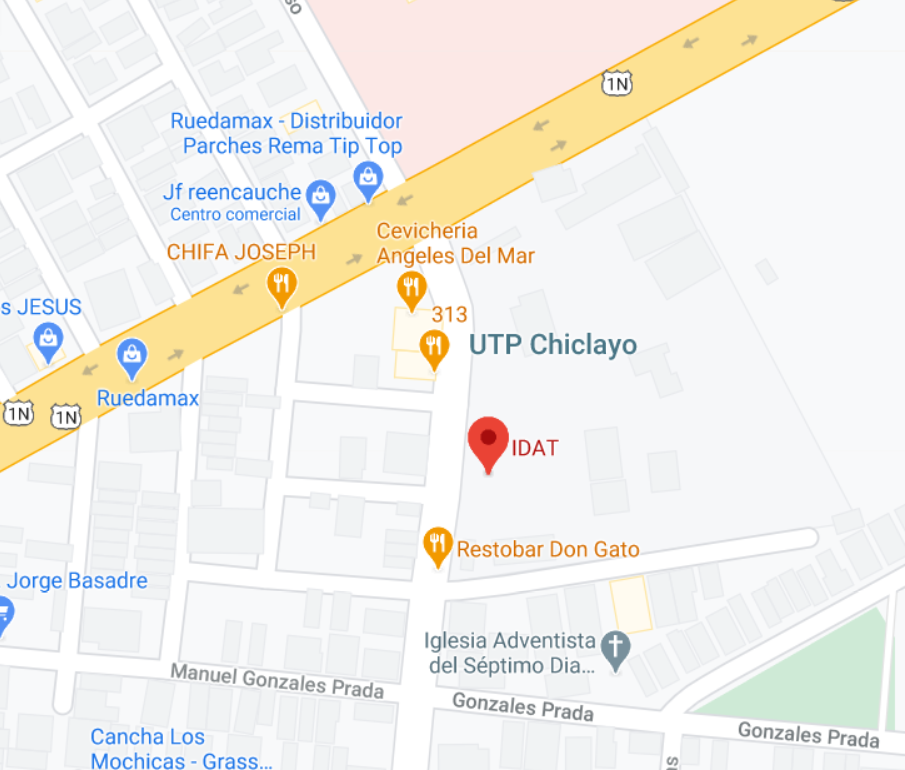 1N
Ruedamax - Distribuidor
Parches Rema Tip Top
Jf reencauche
Centro comercial
Cevicheria
Angeles Del Mar
CHIFA JOSEPH
s JESUS
313
UTP Chiclayo
Ruedamax
1N
1N
IDAT
Restobar Don Gato
Jorge Basadre
Iglesia Adventista
del Séptimo Dia...
Manuel Gonzales Prada
Gonzales Prada
Gonzales Prada
Cancha Los
Mochicas - Grass...